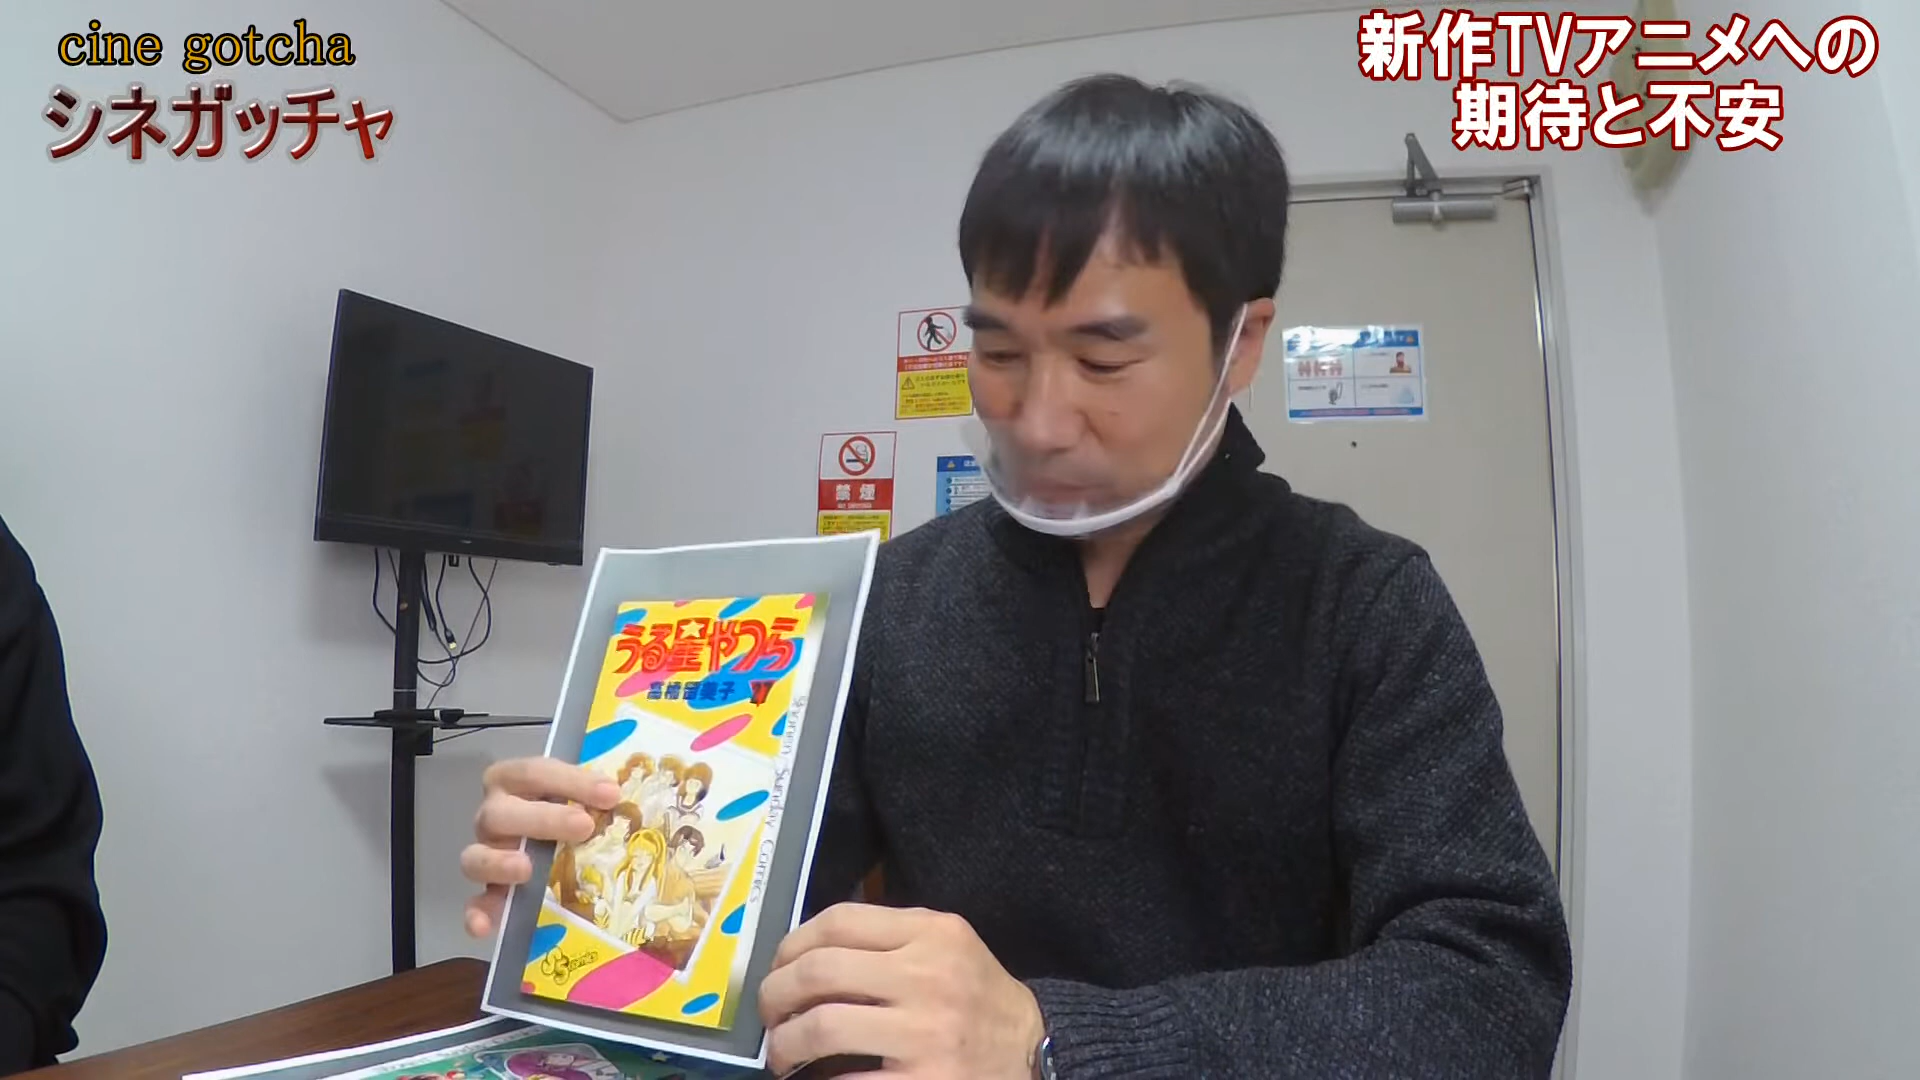 cine gotcha
シネガッチャ
新作TVアニメへの
期待と不安
禁煙
うる星やつら
高橋留美子
Shonen Sunday Comics